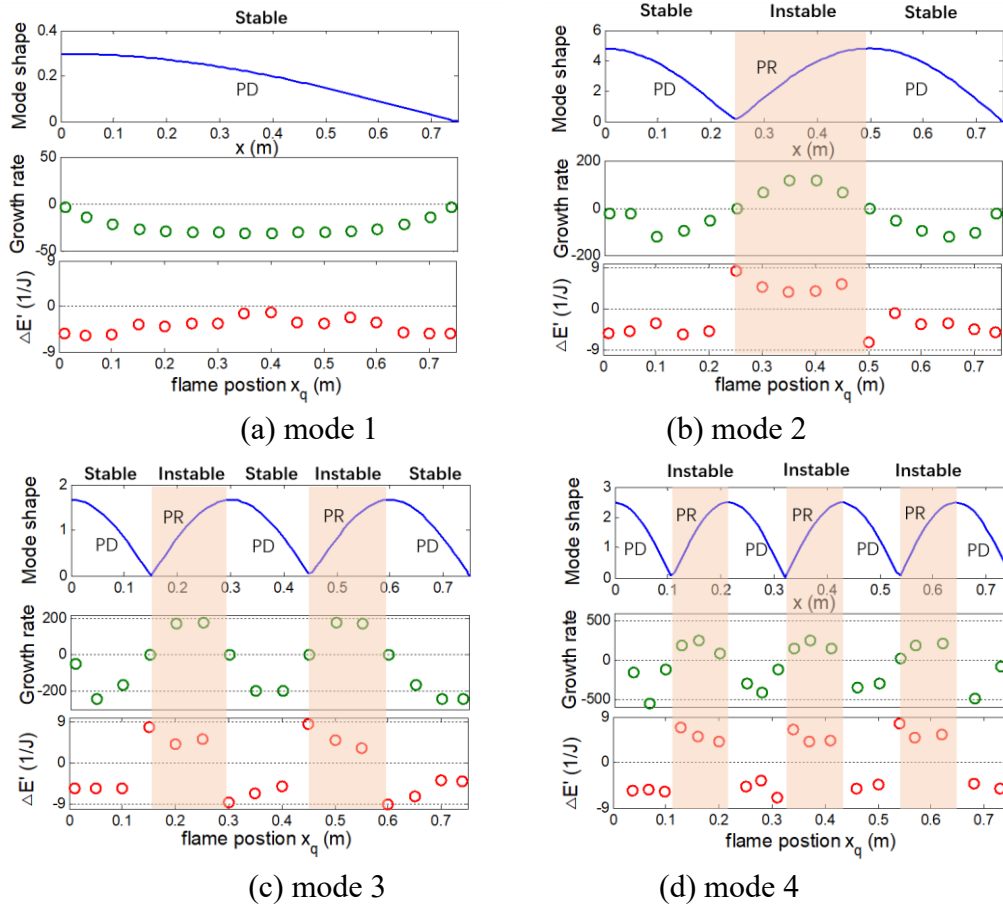 Stable
Mode shape
0.4
0.2
0
PD
0 0.1 0.2 0.3 0.4 0.5 0.6 0.7
x (m)
Growth rate
50
0
50
ΔE' (1/J)
9
0
-9
0 0.1 0.2 0.3 0.4 0.5 0.6 0.7
flame postion x_q (m)
(a) mode 1
Stable Instable Stable
Mode shape
6
4
2
0
PD PR PD
0 0.1 0.2 0.3 0.4 0.5 0.6 0.7
x (m)
Growth rate
200
0
-200
ΔE' (1/J)
9
0
-9
0 0.1 0.2 0.3 0.4 0.5 0.6 0.7
flame postion x_q (m)
(b) mode 2
Stable Instable Stable Instable Stable
Mode shape
2
1
0
PD PR PD PR PD
0 0.1 0.2 0.3 0.4 0.5 0.6 0.7
Growth rate
200
0
-200
ΔE' (1/J)
9
0
-9
0 0.1 0.2 0.3 0.4 0.5 0.6 0.7
flame postion x_q (m)
(c) mode 3
Instable Instable Instable
Mode shape
3
2
1
0
PD PR PD PR PD PR PD
0 0.1 0.2 0.3 0.4 0.5 0.6 0.7
x (m)
Growth rate
500
0
-500
ΔE' (1/J)
9
0
-9
0 0.1 0.2 0.3 0.4 0.5 0.6 0.7
flame postion x_q (m)
(d) mode 4